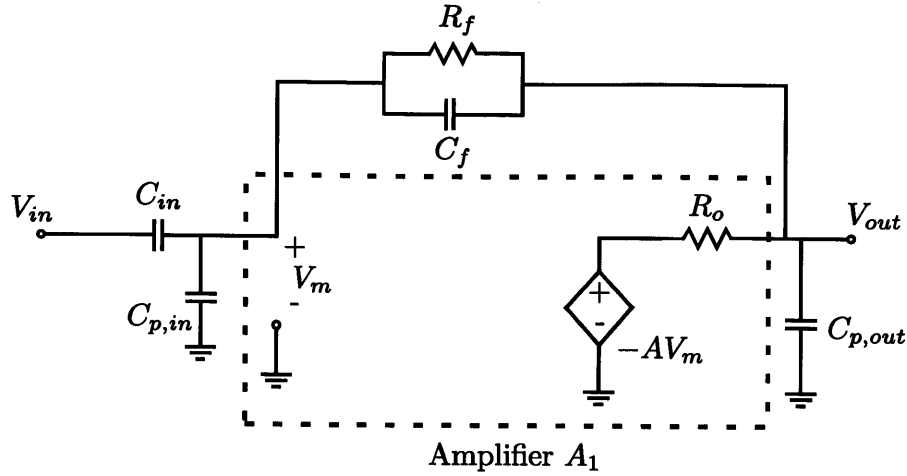 R_f
C_f
C_in
V_in
R_o
V_out
+
V_m
-
C_p,in
+
-
-AV_m
C_p,out
Amplifier A_1